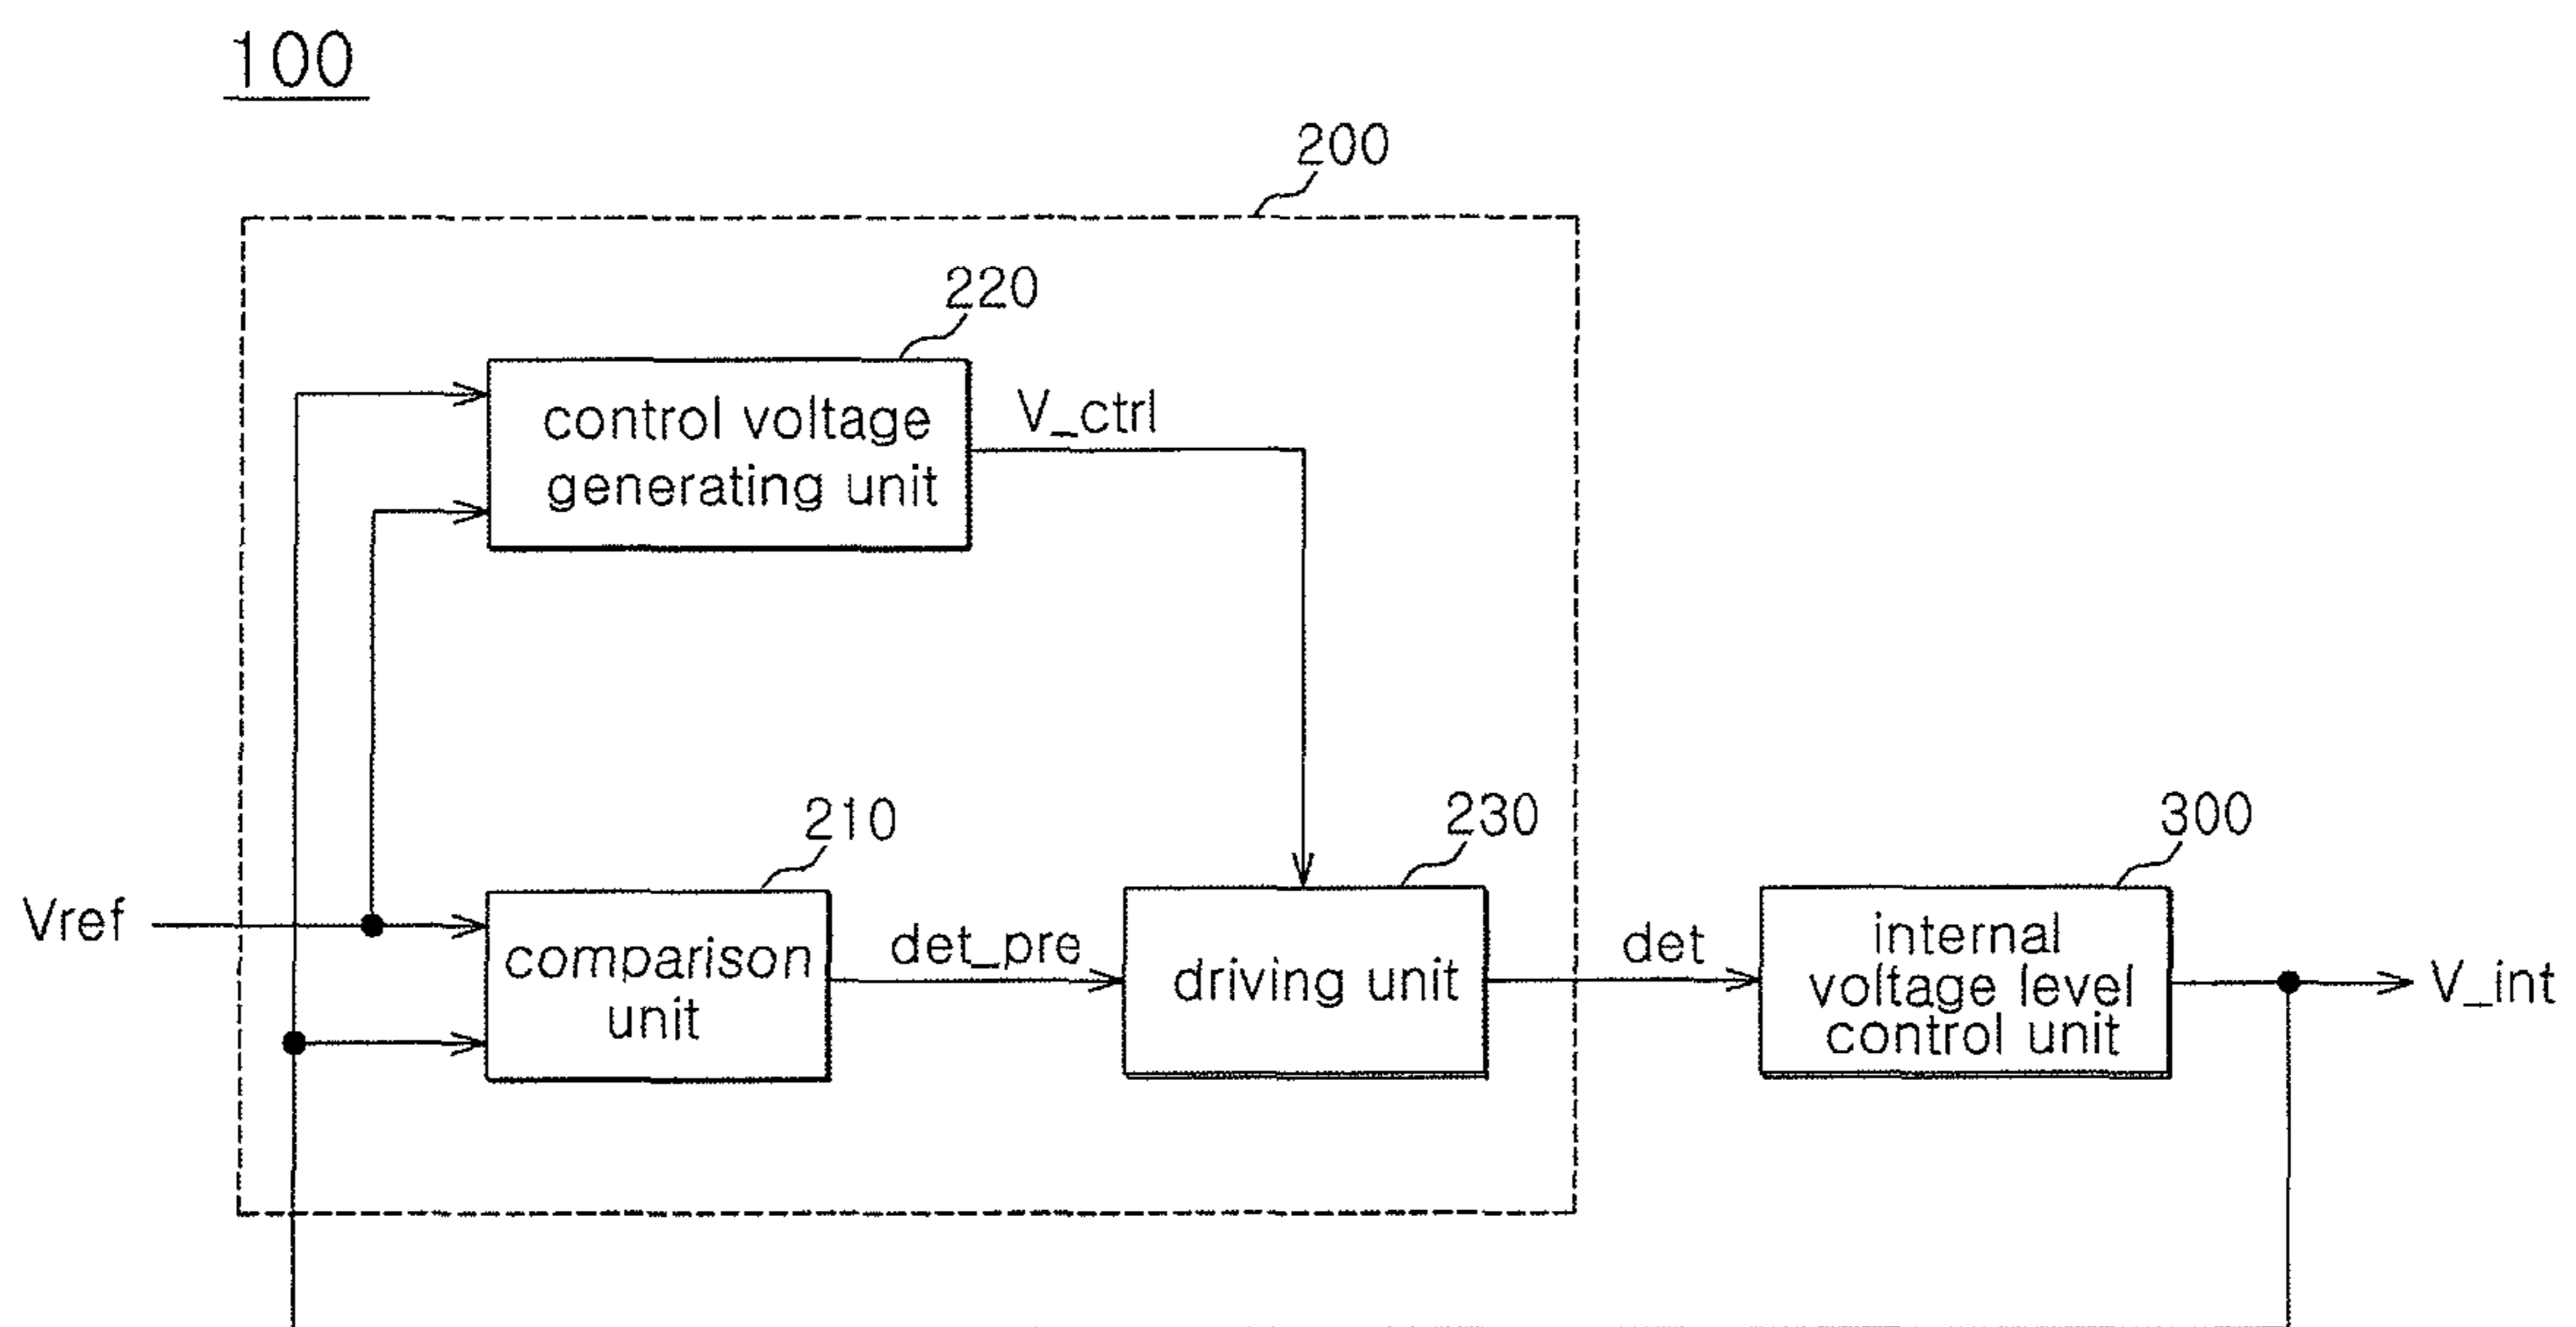 100
200
220
control voltage
generating unit
V_ctrl
210
230
300
Vref
comparison
unit
det_pre
driving unit
det
internal
voltage level
control unit
V_int